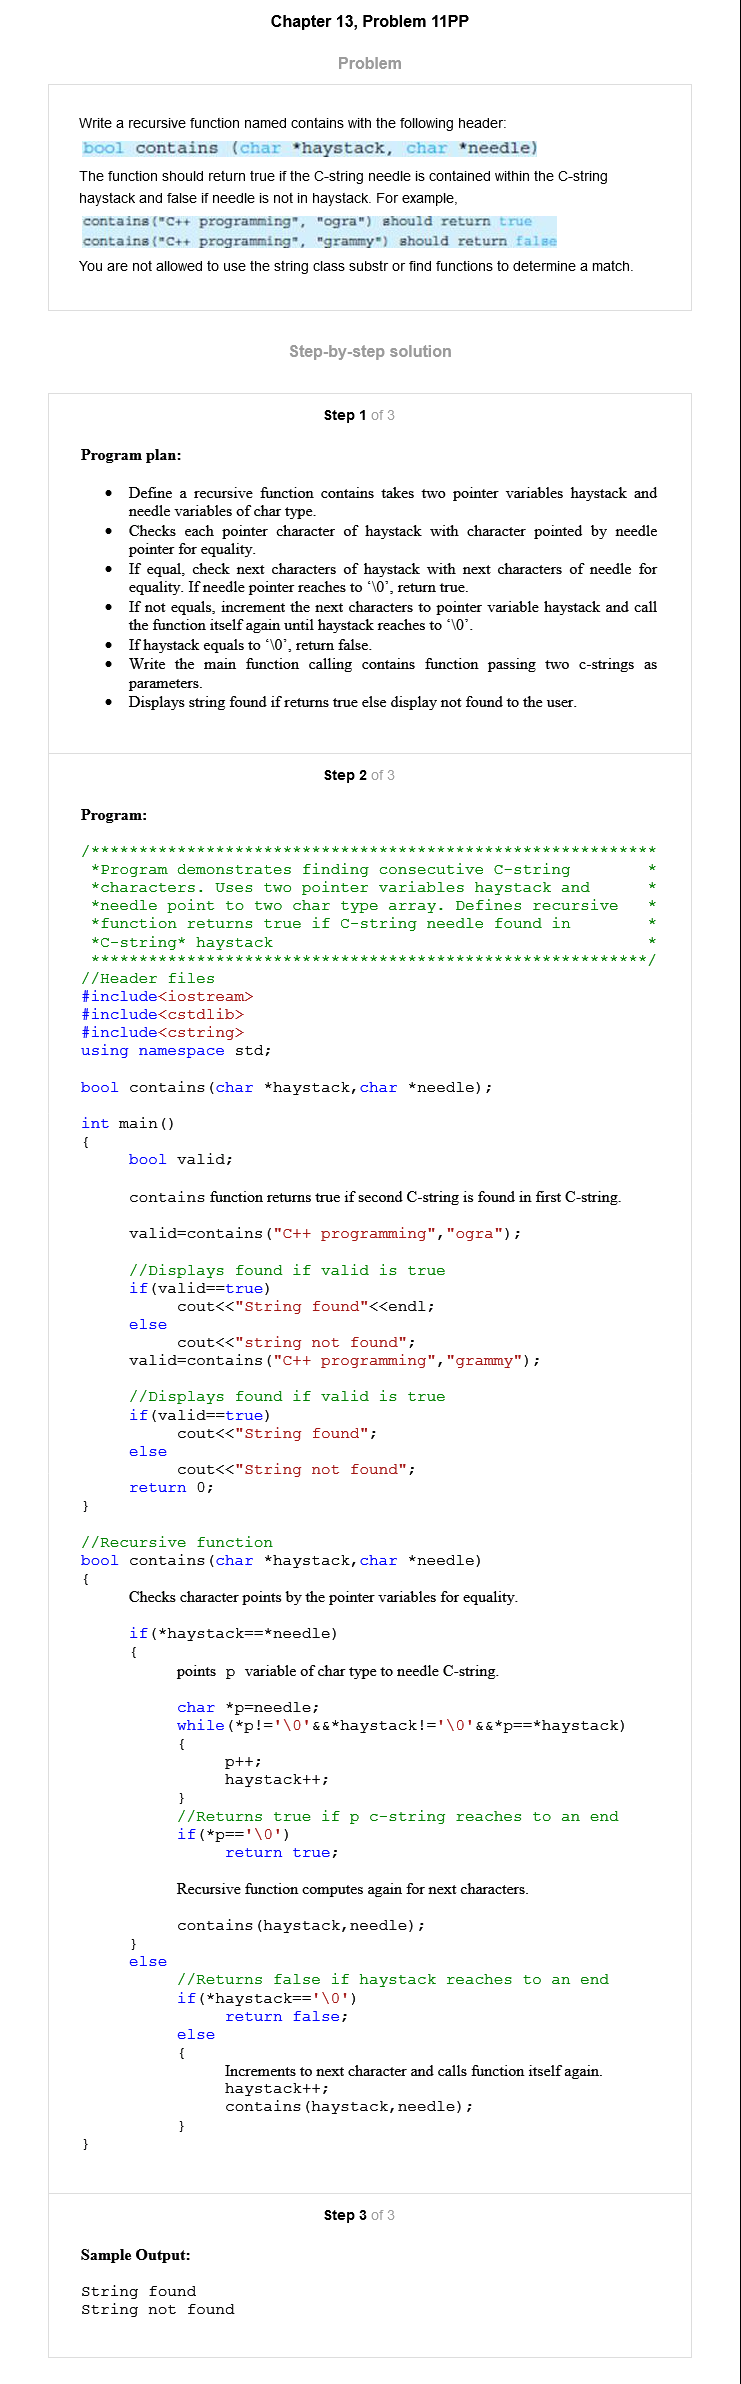 Chapter 13, Problem 11PP
Problem
Write a recursive function named contains with the following header:
bool contains (char *haystack, char *needle)
The function should return true if the C-string needle is contained within the C-string
haystack and false if needle is not in haystack. For example,
contains("C++ programming", "ogra") should return true
contains("C++ programming", "grammy") should return false
You are not allowed to use the string class substr or find functions to determine a match.
Step-by-step solution
Step 1 of 3
Program plan:
• Define a recursive function contains takes two pointer variables haystack and
needle variables of char type.
• Checks each pointer character of haystack with character pointed by needle
pointer for equality.
• If equal, check next characters of haystack with next characters of needle for
equality. If needle pointer reaches to ‘\0’, return true.
• If not equals, increment the next characters to pointer variable haystack and call
the function itself again until haystack reaches to ‘\0’.
• If haystack equals to ‘\0’, return false.
• Write the main function calling contains function passing two c-strings as
parameters.
• Displays string found if returns true else display not found to the user.
Step 2 of 3
Program:
/***********************************************************
*Program demonstrates finding consecutive C-string *
*characters. Uses two pointer variables haystack and *
*needle point to two char type array. Defines recursive *
*function returns true if C-string needle found in *
*C-string* haystack *
**********************************************************/
//Header files
#include<iostream>
#include<cstdlib>
#include<cstring>
using namespace std;
bool contains(char *haystack,char *needle);
int main()
{
bool valid;
contains function returns true if second C-string is found in first C-string.
valid=contains("C++ programming","ogra");
//Displays found if valid is true
if(valid==true)
cout<<"String found"<<endl;
else
cout<<"string not found";
valid=contains("C++ programming","grammy");
//Displays found if valid is true
if(valid==true)
cout<<"String found";
else
cout<<"String not found";
return 0;
}
//Recursive function
bool contains(char *haystack,char *needle)
{
Checks character points by the pointer variables for equality.
if(*haystack==*needle)
{
points p variable of char type to needle C-string.
char *p=needle;
while(*p!='\0'&&*haystack!='\0'&&*p==*haystack)
{
p++;
haystack++;
}
//Returns true if p c-string reaches to an end
if(*p=='\0')
return true;
Recursive function computes again for next characters.
contains(haystack,needle);
}
else
//Returns false if haystack reaches to an end
if(*haystack=='\0')
return false;
else
{
Increments to next character and calls function itself again.
haystack++;
contains(haystack,needle);
}
}
Step 3 of 3
Sample Output:
String found
String not found